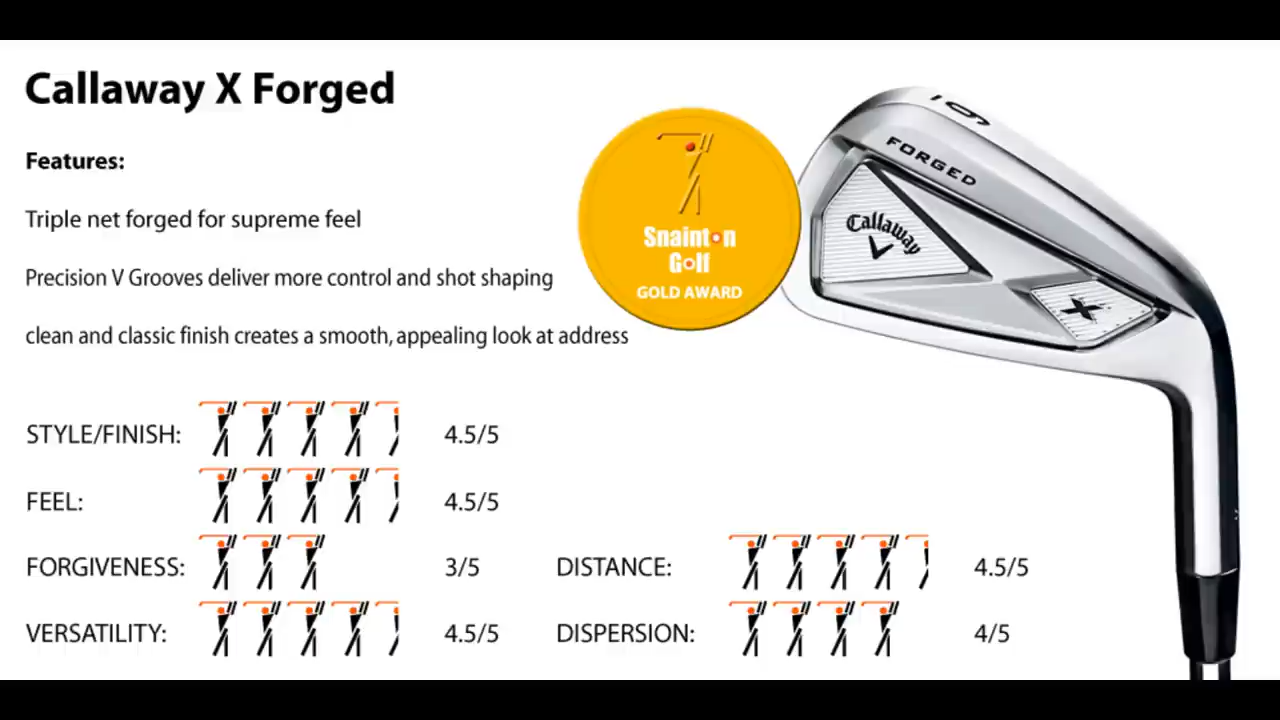 Callaway X Forged
Features:
Triple net forged for supreme feel
Precision V Grooves deliver more control and shot shaping
clean and classic finish creates a smooth, appealing look at address
Snainton
Golf
GOLD AWARD
6
FORGED
Callaway
X
STYLE/FINISH: 4.5/5
FEEL: 4.5/5
FORGIVENESS: 3/5 DISTANCE: 4.5/5
VERSATILITY: 4.5/5 DISPERSION: 4/5